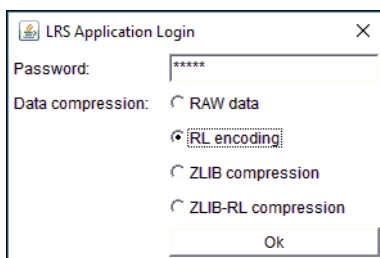 LRS Application Login
Password: *****
Data compression: RAW data
RL encoding
ZLIB compression
ZLIB-RL compression
Ok